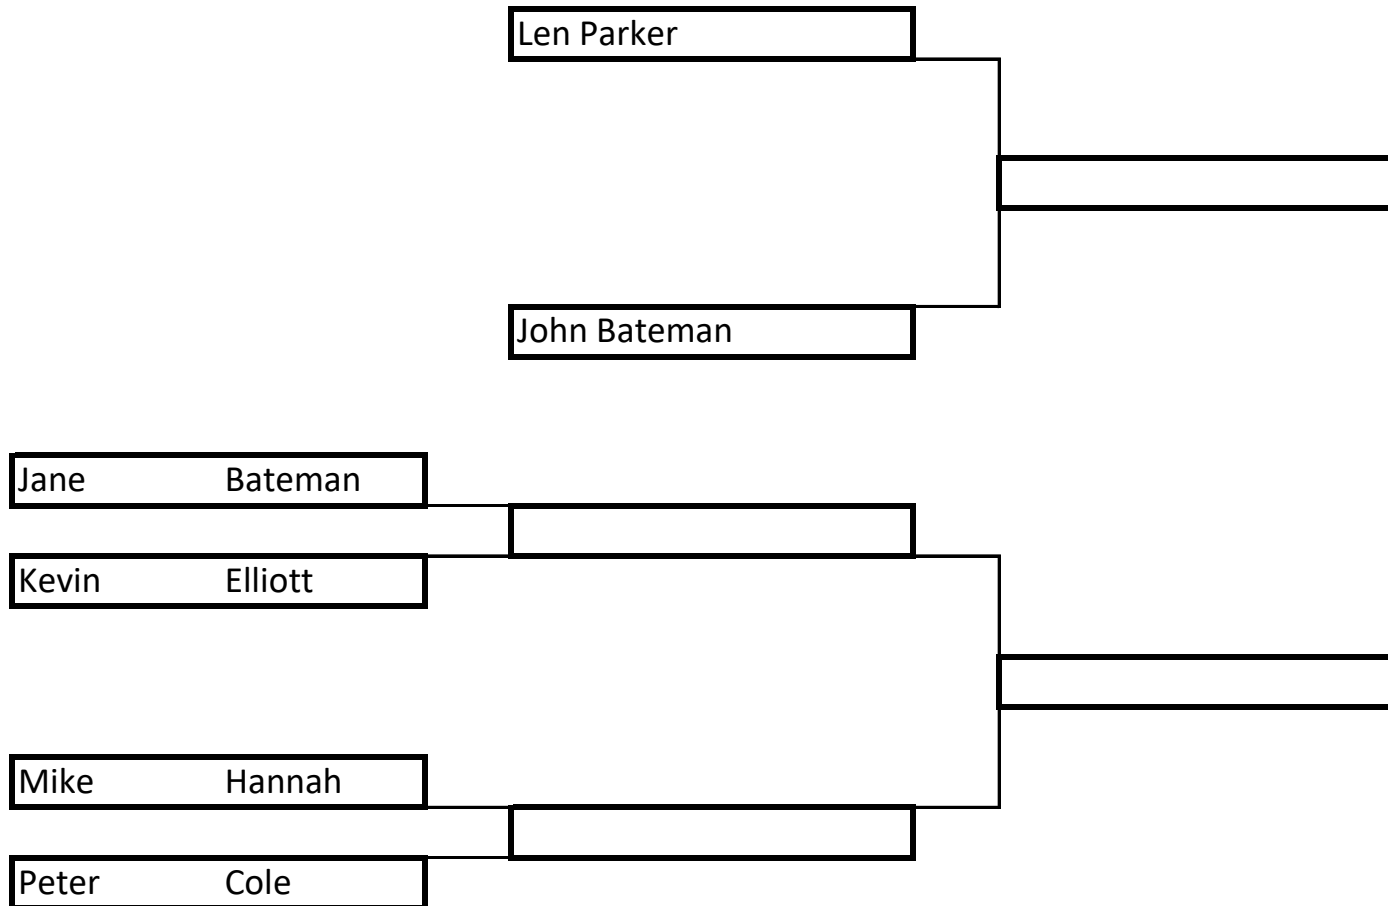 Len Parker
John Bateman
Jane Bateman
Kevin Elliott
Mike Hannah
Peter Cole